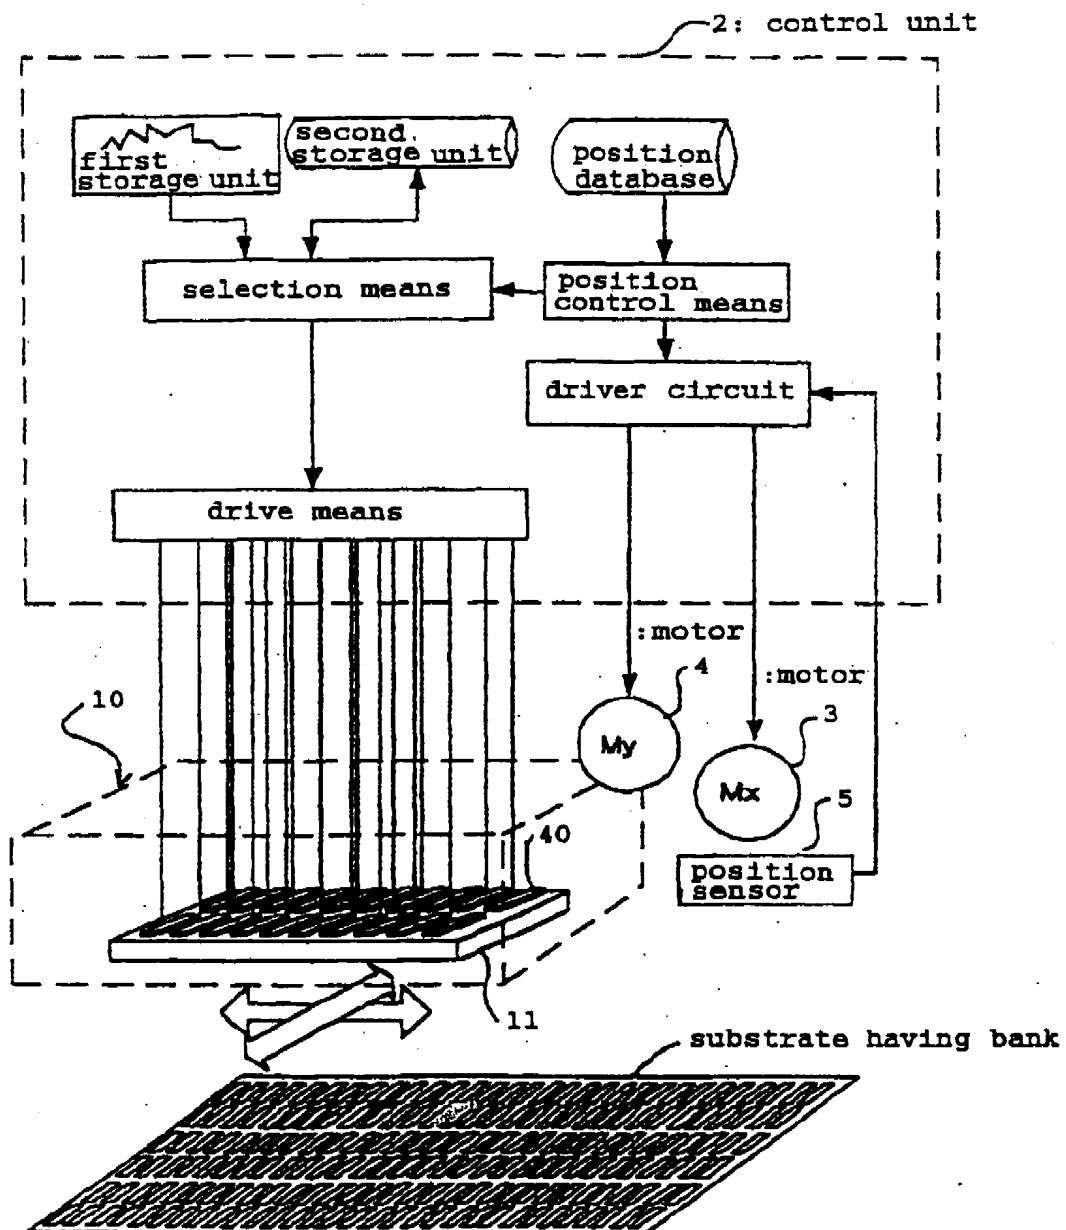 2: control unit
first
storage unit
second
storage unit
position
database
selection means
position
control means
driver circuit
drive means
:motor
4
:motor
10
3
My
Mx
5
40
position
sensor
11
substrate having bank